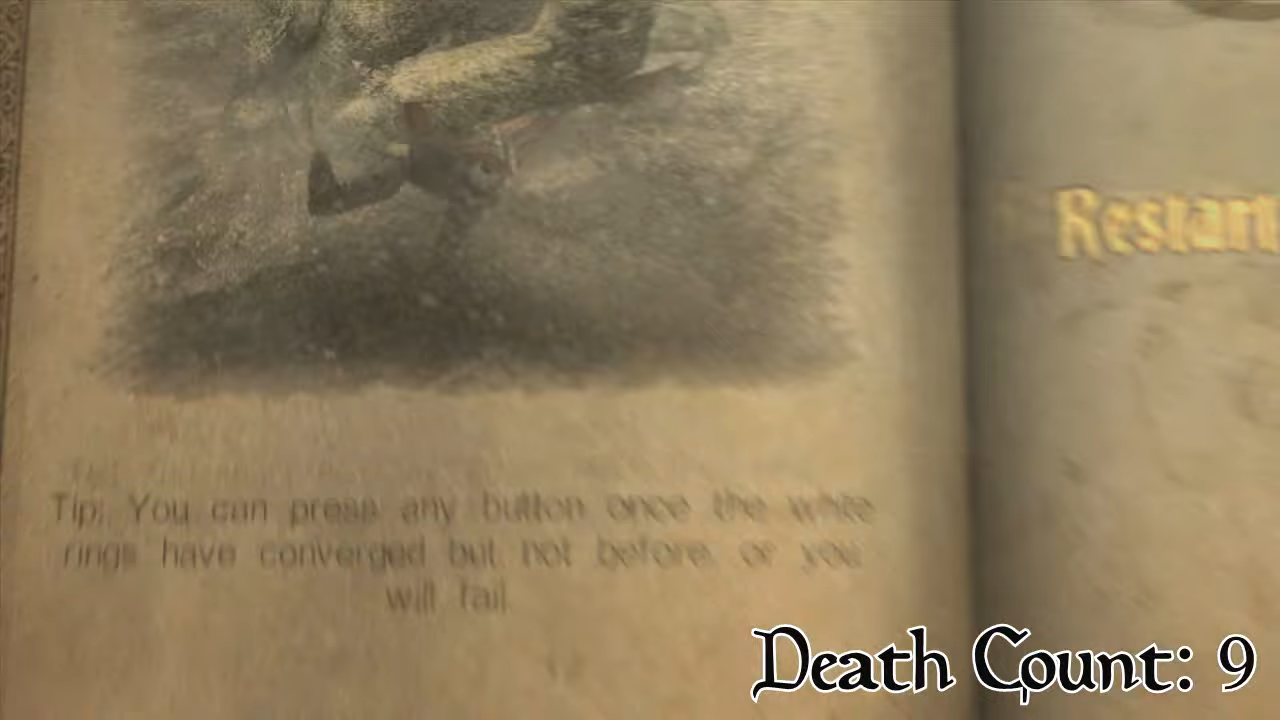 Tip: You can press any button once the white
rings have converged but not before, or you
will fail
Restart
Death Count: 9